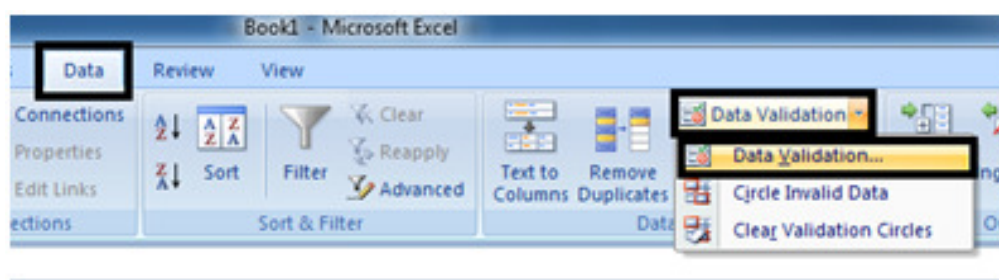 Book1 - Microsoft Excel
Data Review View
Connections Clear Data Validation
Properties Reapply Data Validation...
Edit Links Sort Filter Advanced Text to Columns Remove Duplicates Circle Invalid Data
Sort & Filter Data Clear Validation Circles